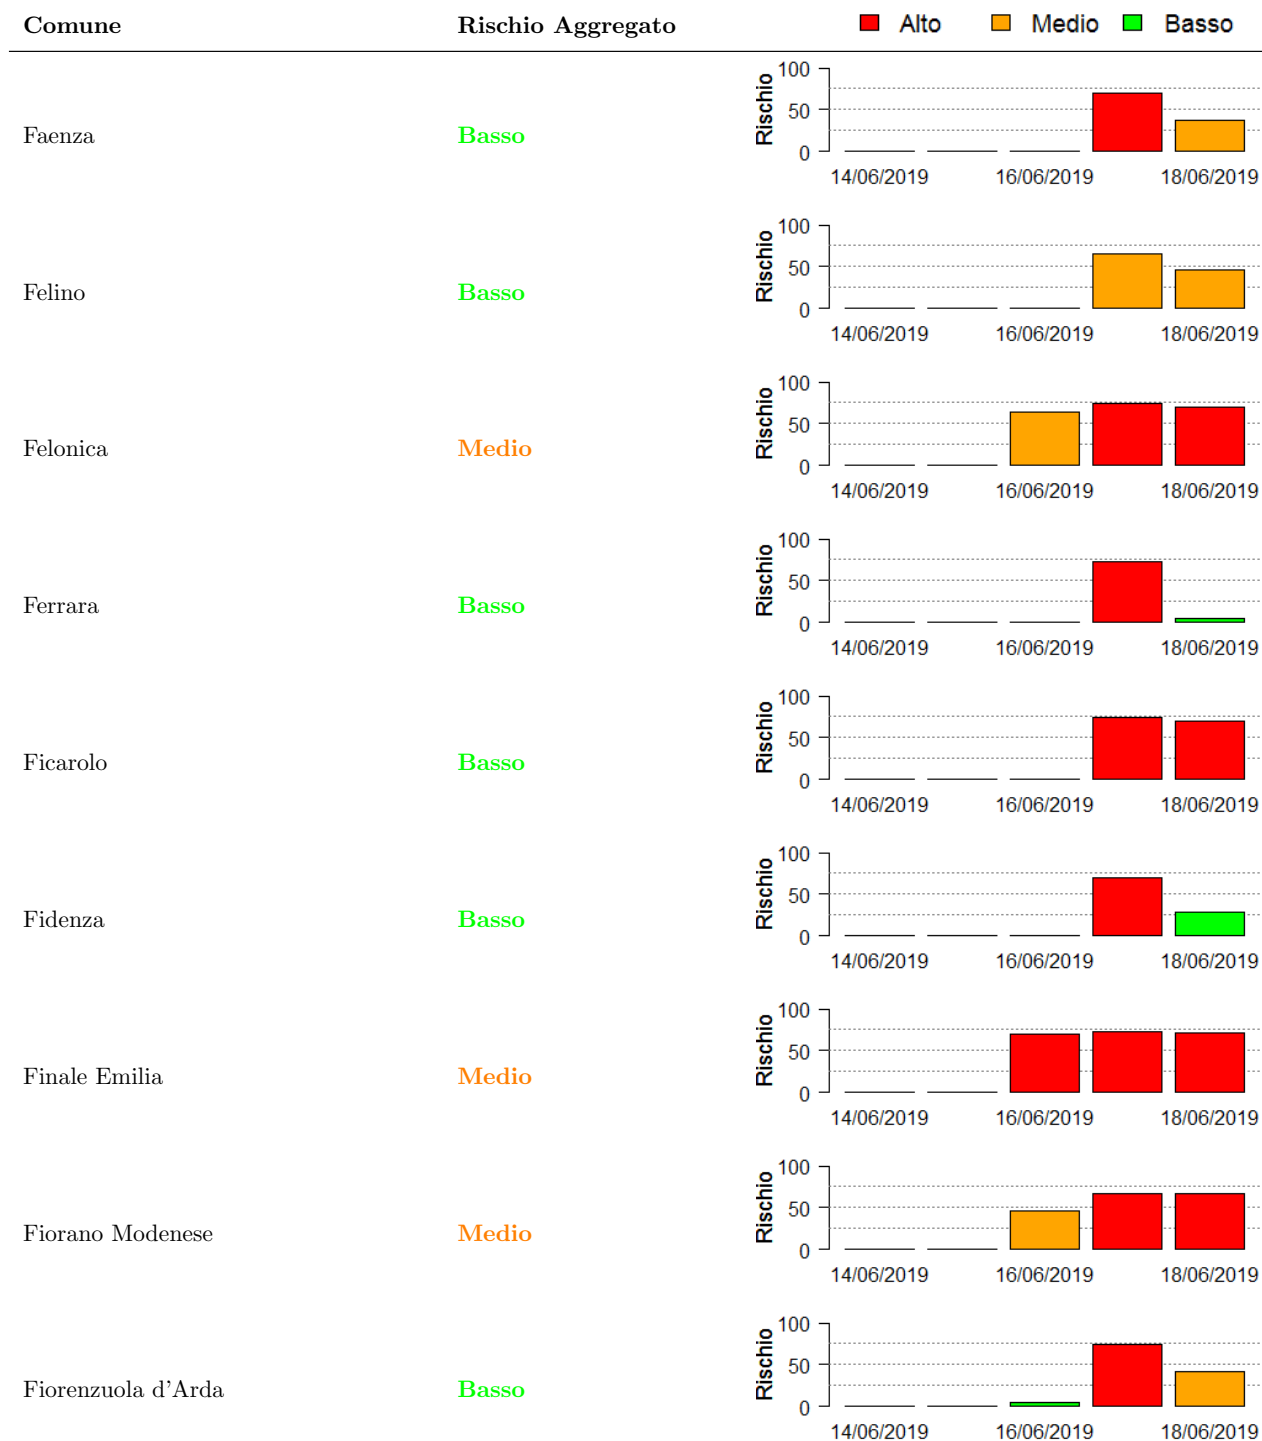 Comune Rischio Aggregato Alto Medio Basso
100
50
0
Rischio
Faenza Basso
14/06/2019 16/06/2019 18/06/2019
100
50
0
Rischio
Felino Basso
14/06/2019 16/06/2019 18/06/2019
100
50
0
Rischio
Felonica Medio
14/06/2019 16/06/2019 18/06/2019
100
50
0
Rischio
Ferrara Basso
14/06/2019 16/06/2019 18/06/2019
100
50
0
Rischio
Ficarolo Basso
14/06/2019 16/06/2019 18/06/2019
100
50
0
Rischio
Fidenza Basso
14/06/2019 16/06/2019 18/06/2019
100
50
0
Rischio
Finale Emilia Medio
14/06/2019 16/06/2019 18/06/2019
100
50
0
Rischio
Fiorano Modenese Medio
14/06/2019 16/06/2019 18/06/2019
100
50
0
Rischio
Fiorenzuola d'Arda Basso
14/06/2019 16/06/2019 18/06/2019